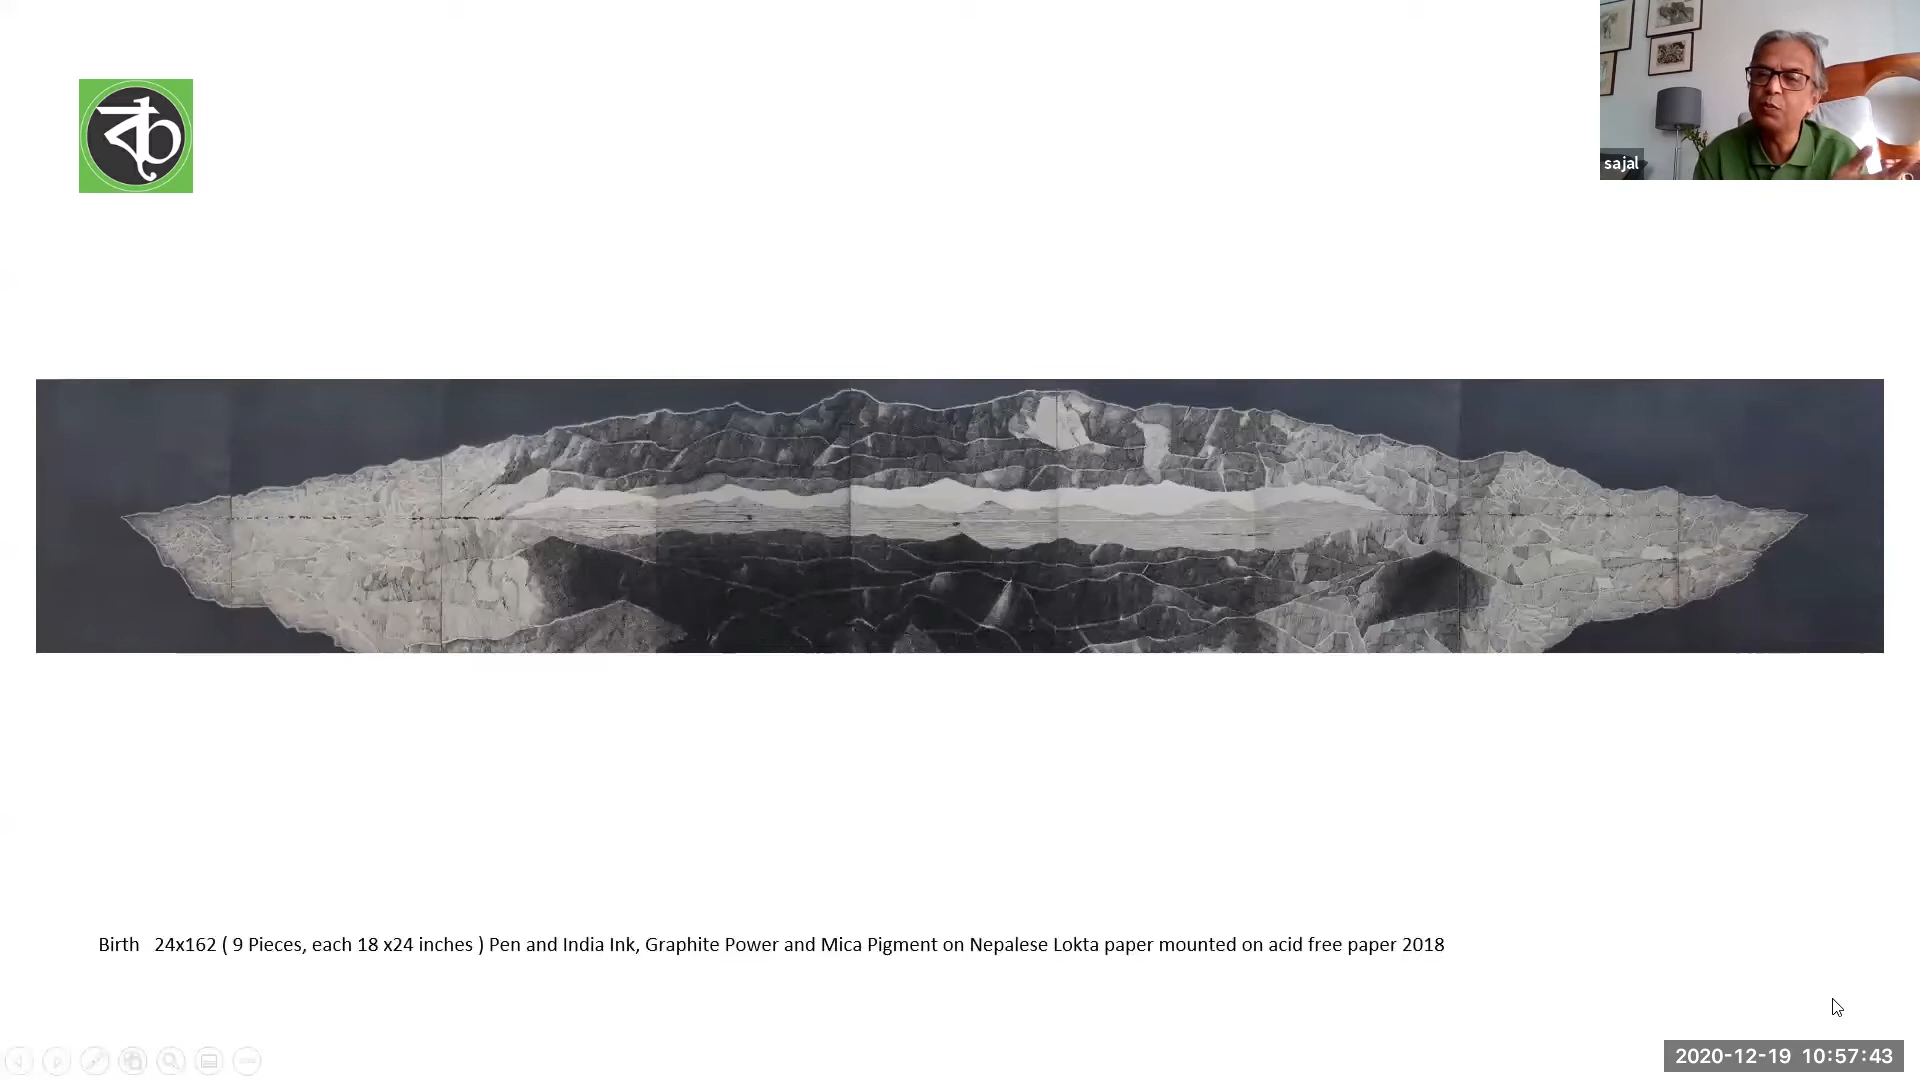 ক
sajal
Birth 24x162 ( 9 Pieces, each 18 x24 inches ) Pen and India Ink, Graphite Power and Mica Pigment on Nepalese Lokta paper mounted on acid free paper 2018
2020-12-19 10:57:43